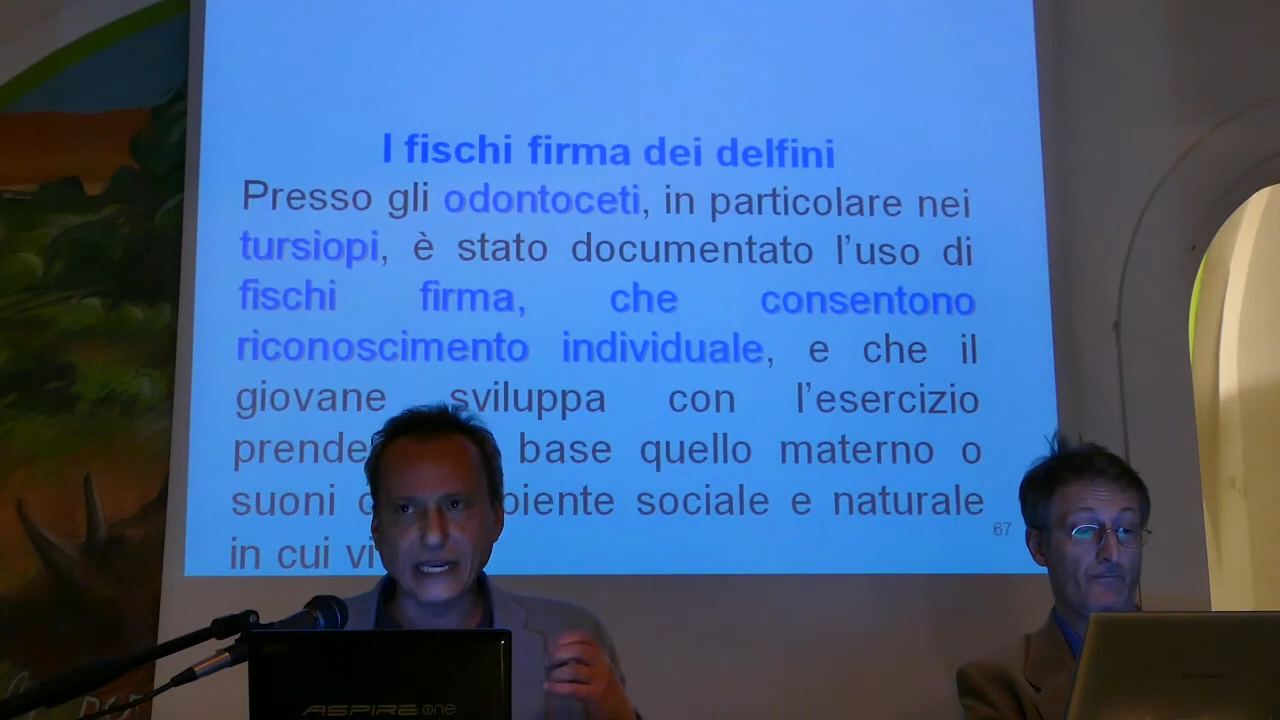 I fischi firma dei delfini
Presso gli odontoceti, in particolare nei
tursiopi, è stato documentato l'uso di
fischi firma, che consentono
riconoscimento individuale, e che il
giovane sviluppa con l'esercizio
base quello materno o
suoni sociale e naturale
in cui
67
ASPIRE one